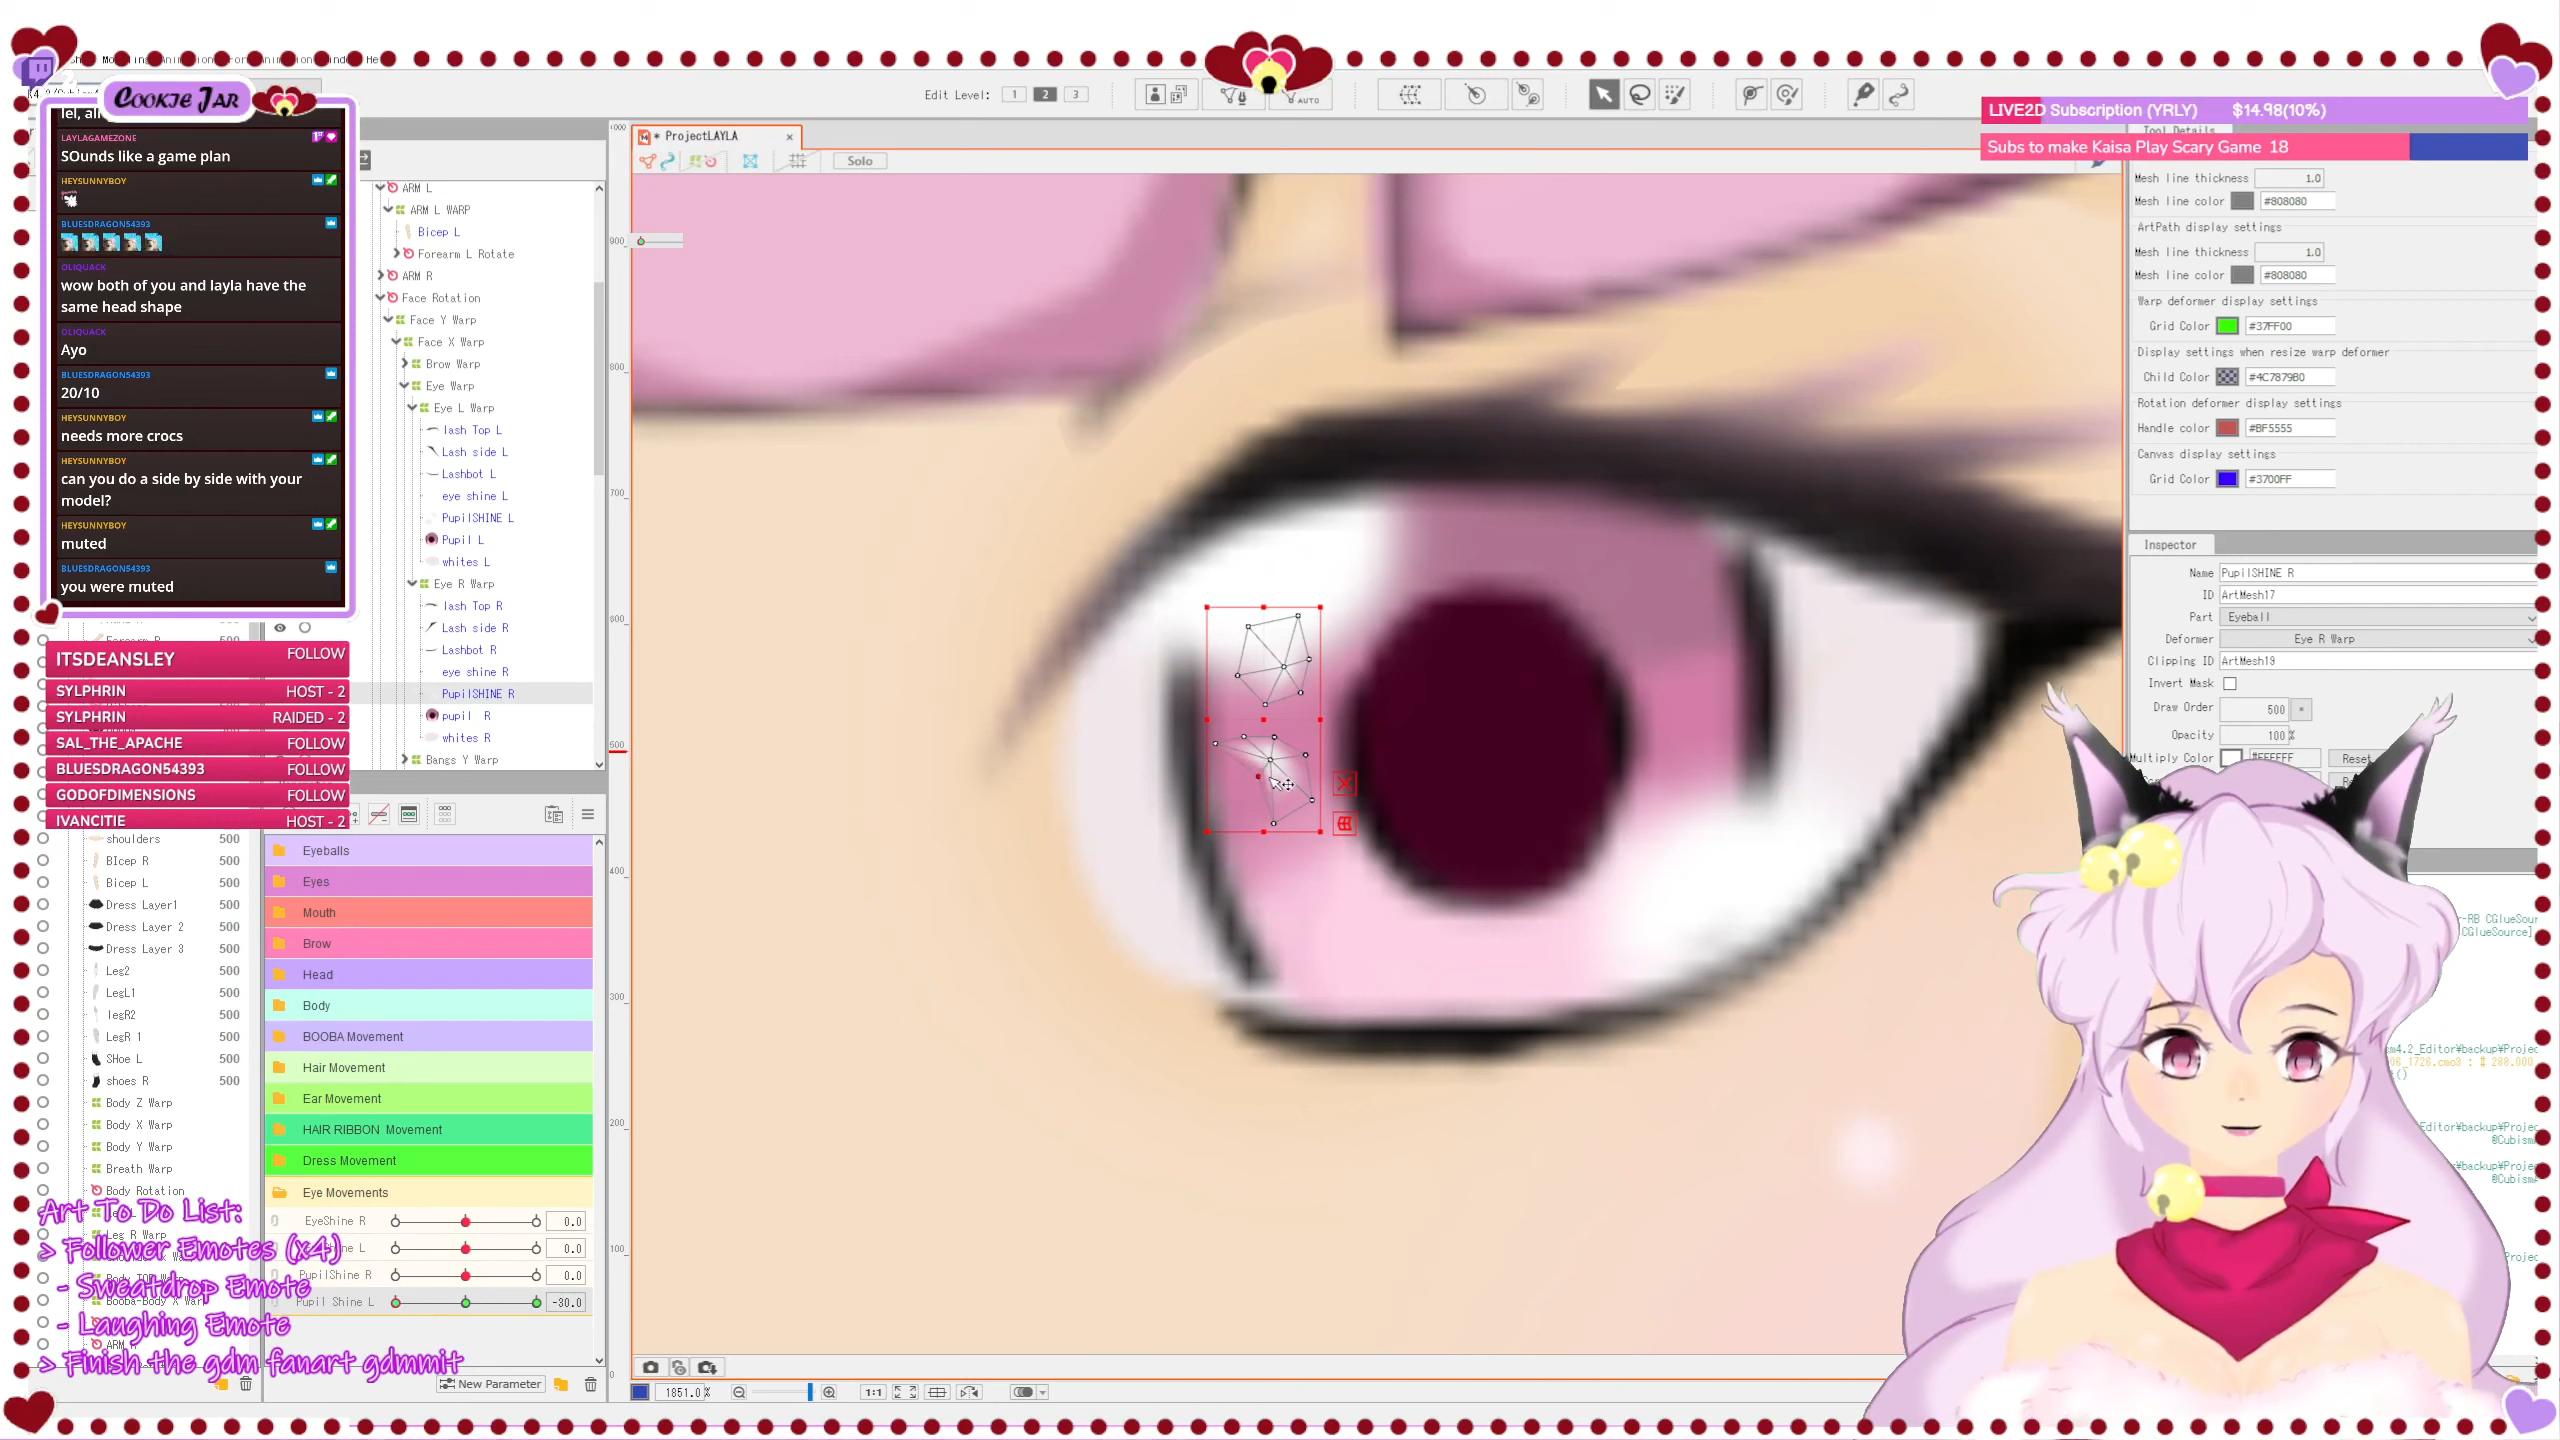 COOKIE JAR
LAYLAGAMEZONE
SOunds like a game plan
HEYSUNNYBOY
BLUESDRAGON54393
OLIQUACK
wow both of you and layla have the
same head shape
OLIQUACK
Ayo
BLUESDRAGON54393
20/10
HEYSUNNYBOY
needs more crocs
HEYSUNNYBOY
can you do a side by side with your
model?
HEYSUNNYBOY
muted
BLUESDRAGON54393
you were muted
ITSDEANSLEY FOLLOW
SYLPHRIN HOST - 2
SYLPHRIN RAIDED - 2
SAL_THE_APACHE FOLLOW
BLUESDRAGON54393 FOLLOW
GODOFDIMENSIONS FOLLOW
IVANCITIE HOST - 2
shoulders 500
BIcep R 500
Bicep L 500
Dress Layer1 500
Dress Layer 2 500
Dress Layer 3 500
Leg2 500
LegL1 500
legR2 500
LegR 1 500
SHoe L 500
shoes R 500
Body Z Warp
Body X Warp
Body Y Warp
Breath Warp
Body Rotation
Art To Do List:
> Follower Emotes (x4)
- Sweatdrop Emote
- Laughing Emote
> Finish the gdm fanart gdmmit
ARM L
ARM L WARP
Bicep L
Forearm L Rotate
ARM R
Face Rotation
Face Y Warp
Face X Warp
Brow Warp
Eye Warp
Eye L Warp
lash Top L
Lash side L
Lashbot L
eye shine L
PupilSHINE L
Pupil L
whites L
Eye R Warp
lash Top R
Lash side R
Lashbot R
eye shine R
PupilSHINE R
pupil R
whites R
Bangs Y Warp
Eyeballs
Eyes
Mouth
Brow
Head
Body
BOOBA Movement
Hair Movement
Ear Movement
HAIR RIBBON Movement
Dress Movement
Eye Movements
EyeShine R 0.0
0.0
PupilShine R 0.0
Pupil Shine L -30.0
New Parameter
Edit Level: 1 2 3
AUTO
* ProjectLAYLA
Solo
900
800
700
600
500
400
300
200
100
1851.0%
1:1
LIVE2D Subscription (YRLY) $14.98(10%)
Subs to make Kaisa Play Scary Game 18
Mesh line thickness 1.0
Mesh line color #808080
ArtPath display settings
Mesh line thickness 1.0
Mesh line color #808080
Warp deformer display settings
Grid Color #37FF00
Display settings when resize warp deformer
Child Color #4C7879B0
Rotation deformer display settings
Handle color #BF5555
Canvas display settings
Grid Color #3700FF
Inspector
Name PupilSHINE R
ID ArtMesh17
Part Eyeball
Deformer Eye R Warp
Clipping ID ArtMesh19
Invert Mask
Draw Order 500
Opacity 100%
Multiply Color #FFFFFF Reset